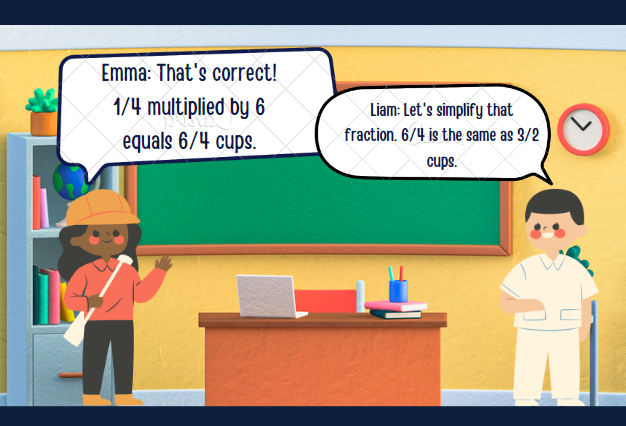 Emma: That's correct!
1/4 multiplied by 6
equals 6/4 cups.
Liam: Let's simplify that
fraction. 6/4 is the same as 3/2
cups.